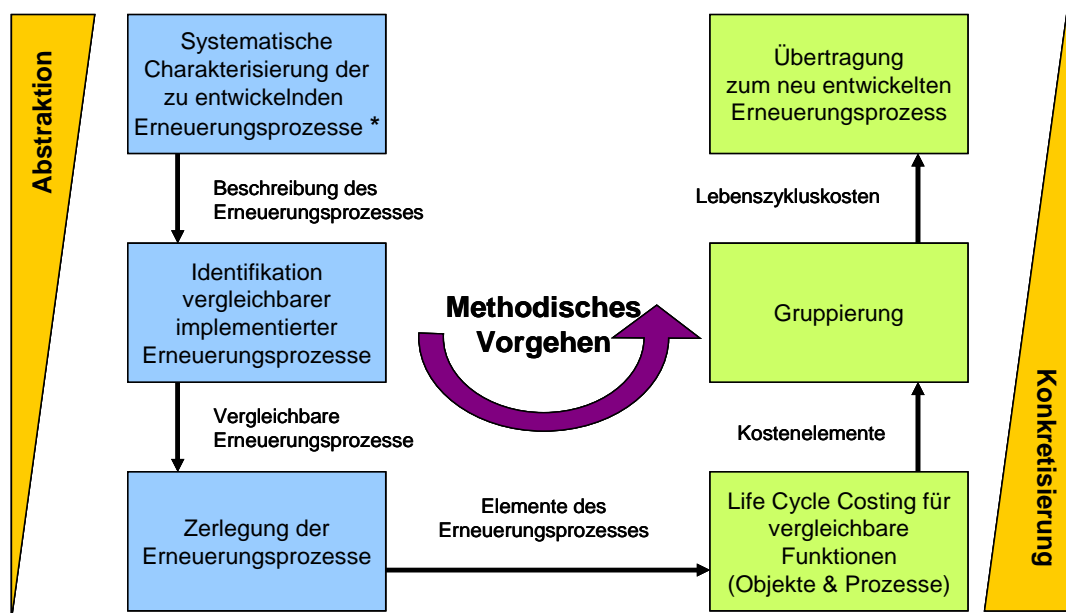 Abstraktion
Systematische
Charakterisierung der
zu entwickelnden
Erneuerungsprozesse *
Beschreibung des
Erneuerungsprozesses
Identifikation
vergleichbarer
implementierter
Erneuerungsprozesse
Vergleichbare
Erneuerungsprozesse
Zerlegung der
Erneuerungsprozesse
Methodisches
Vorgehen
Elemente des
Erneuerungsprozesses
Life Cycle Costing für
vergleichbare
Funktionen
(Objekte & Prozesse)
Kostenelemente
Gruppierung
Lebenszykluskosten
Übertragung
zum neu entwickelten
Erneuerungsprozess
Konkretisierung